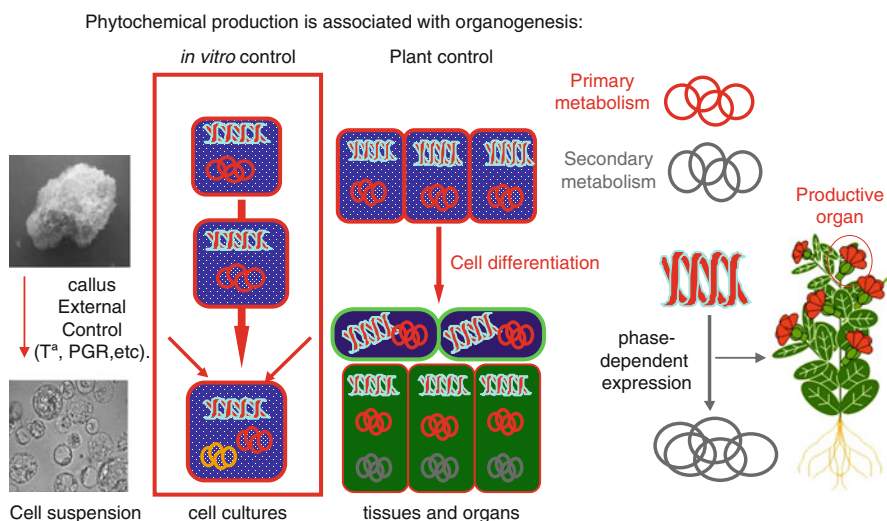 Phytochemical production is associated with organogenesis:
in vitro control
Plant control
Primary
metabolism
Secondary
metabolism
Productive
organ
callus
External
Control
(Tª, PGR,etc).
Cell differentiation
phase-
dependent
expression
Cell suspension
cell cultures
tissues and organs